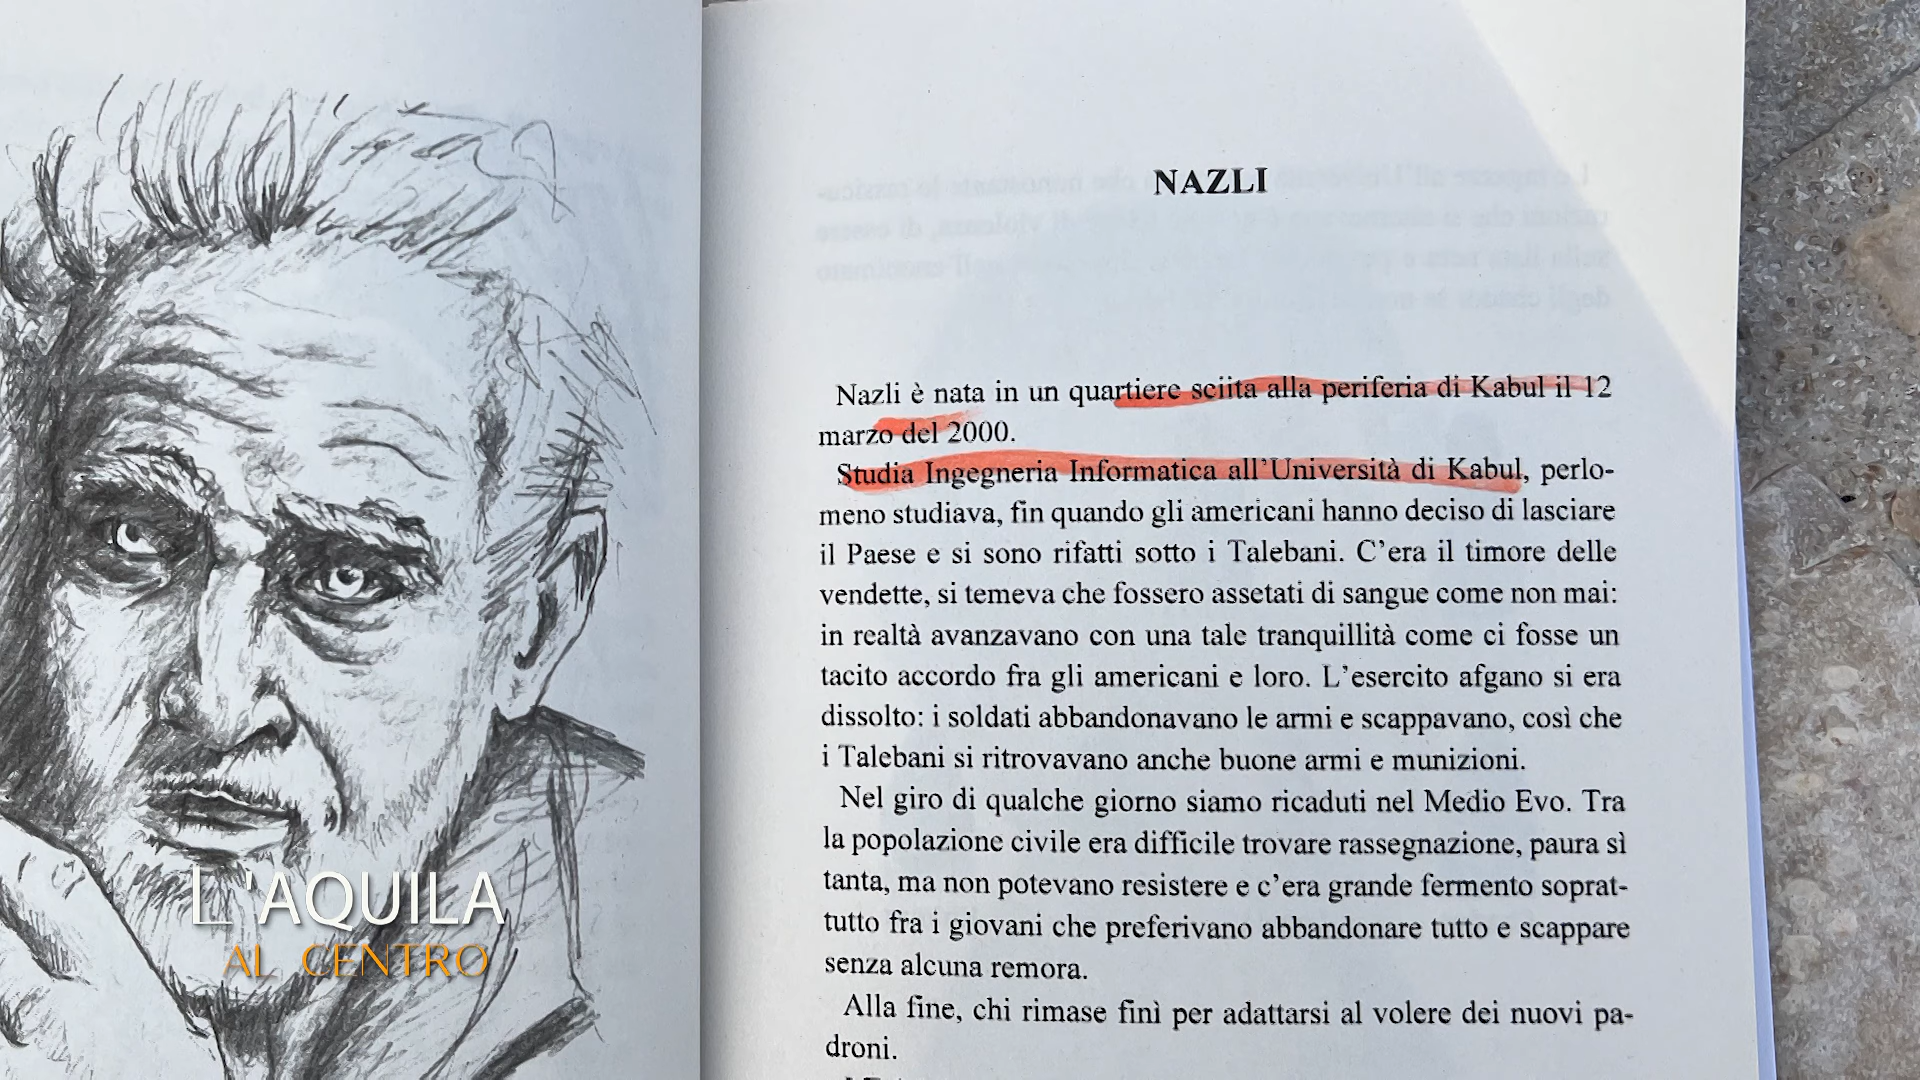 NAZLI
Nazli è nata in un quartiere sciita alla periferia di Kabul il 12
marzo del 2000.
Studia Ingegneria Informatica all'Università di Kabul, perlo-
meno studiava, fin quando gli americani hanno deciso di lasciare
il Paese e si sono rifatti sotto i Talebani. C'era il timore delle
vendette, si temeva che fossero assetati di sangue come non mai:
in realtà avanzavano con una tale tranquillità come ci fosse un
tacito accordo fra gli americani e loro. L'esercito afgano si era
dissolto: i soldati abbandonavano le armi e scappavano, così che
i Talebani si ritrovavano anche buone armi e munizioni.
Nel giro di qualche giorno siamo ricaduti nel Medio Evo. Tra
la popolazione civile era difficile trovare rassegnazione, paura sì
tanta, ma non potevano resistere e c'era grande fermento soprat-
tutto fra i giovani che preferivano abbandonare tutto e scappare
senza alcuna remora.
Alla fine, chi rimase finì per adattarsi al volere dei nuovi pa-
droni.
L'AQUILA
AL CENTRO